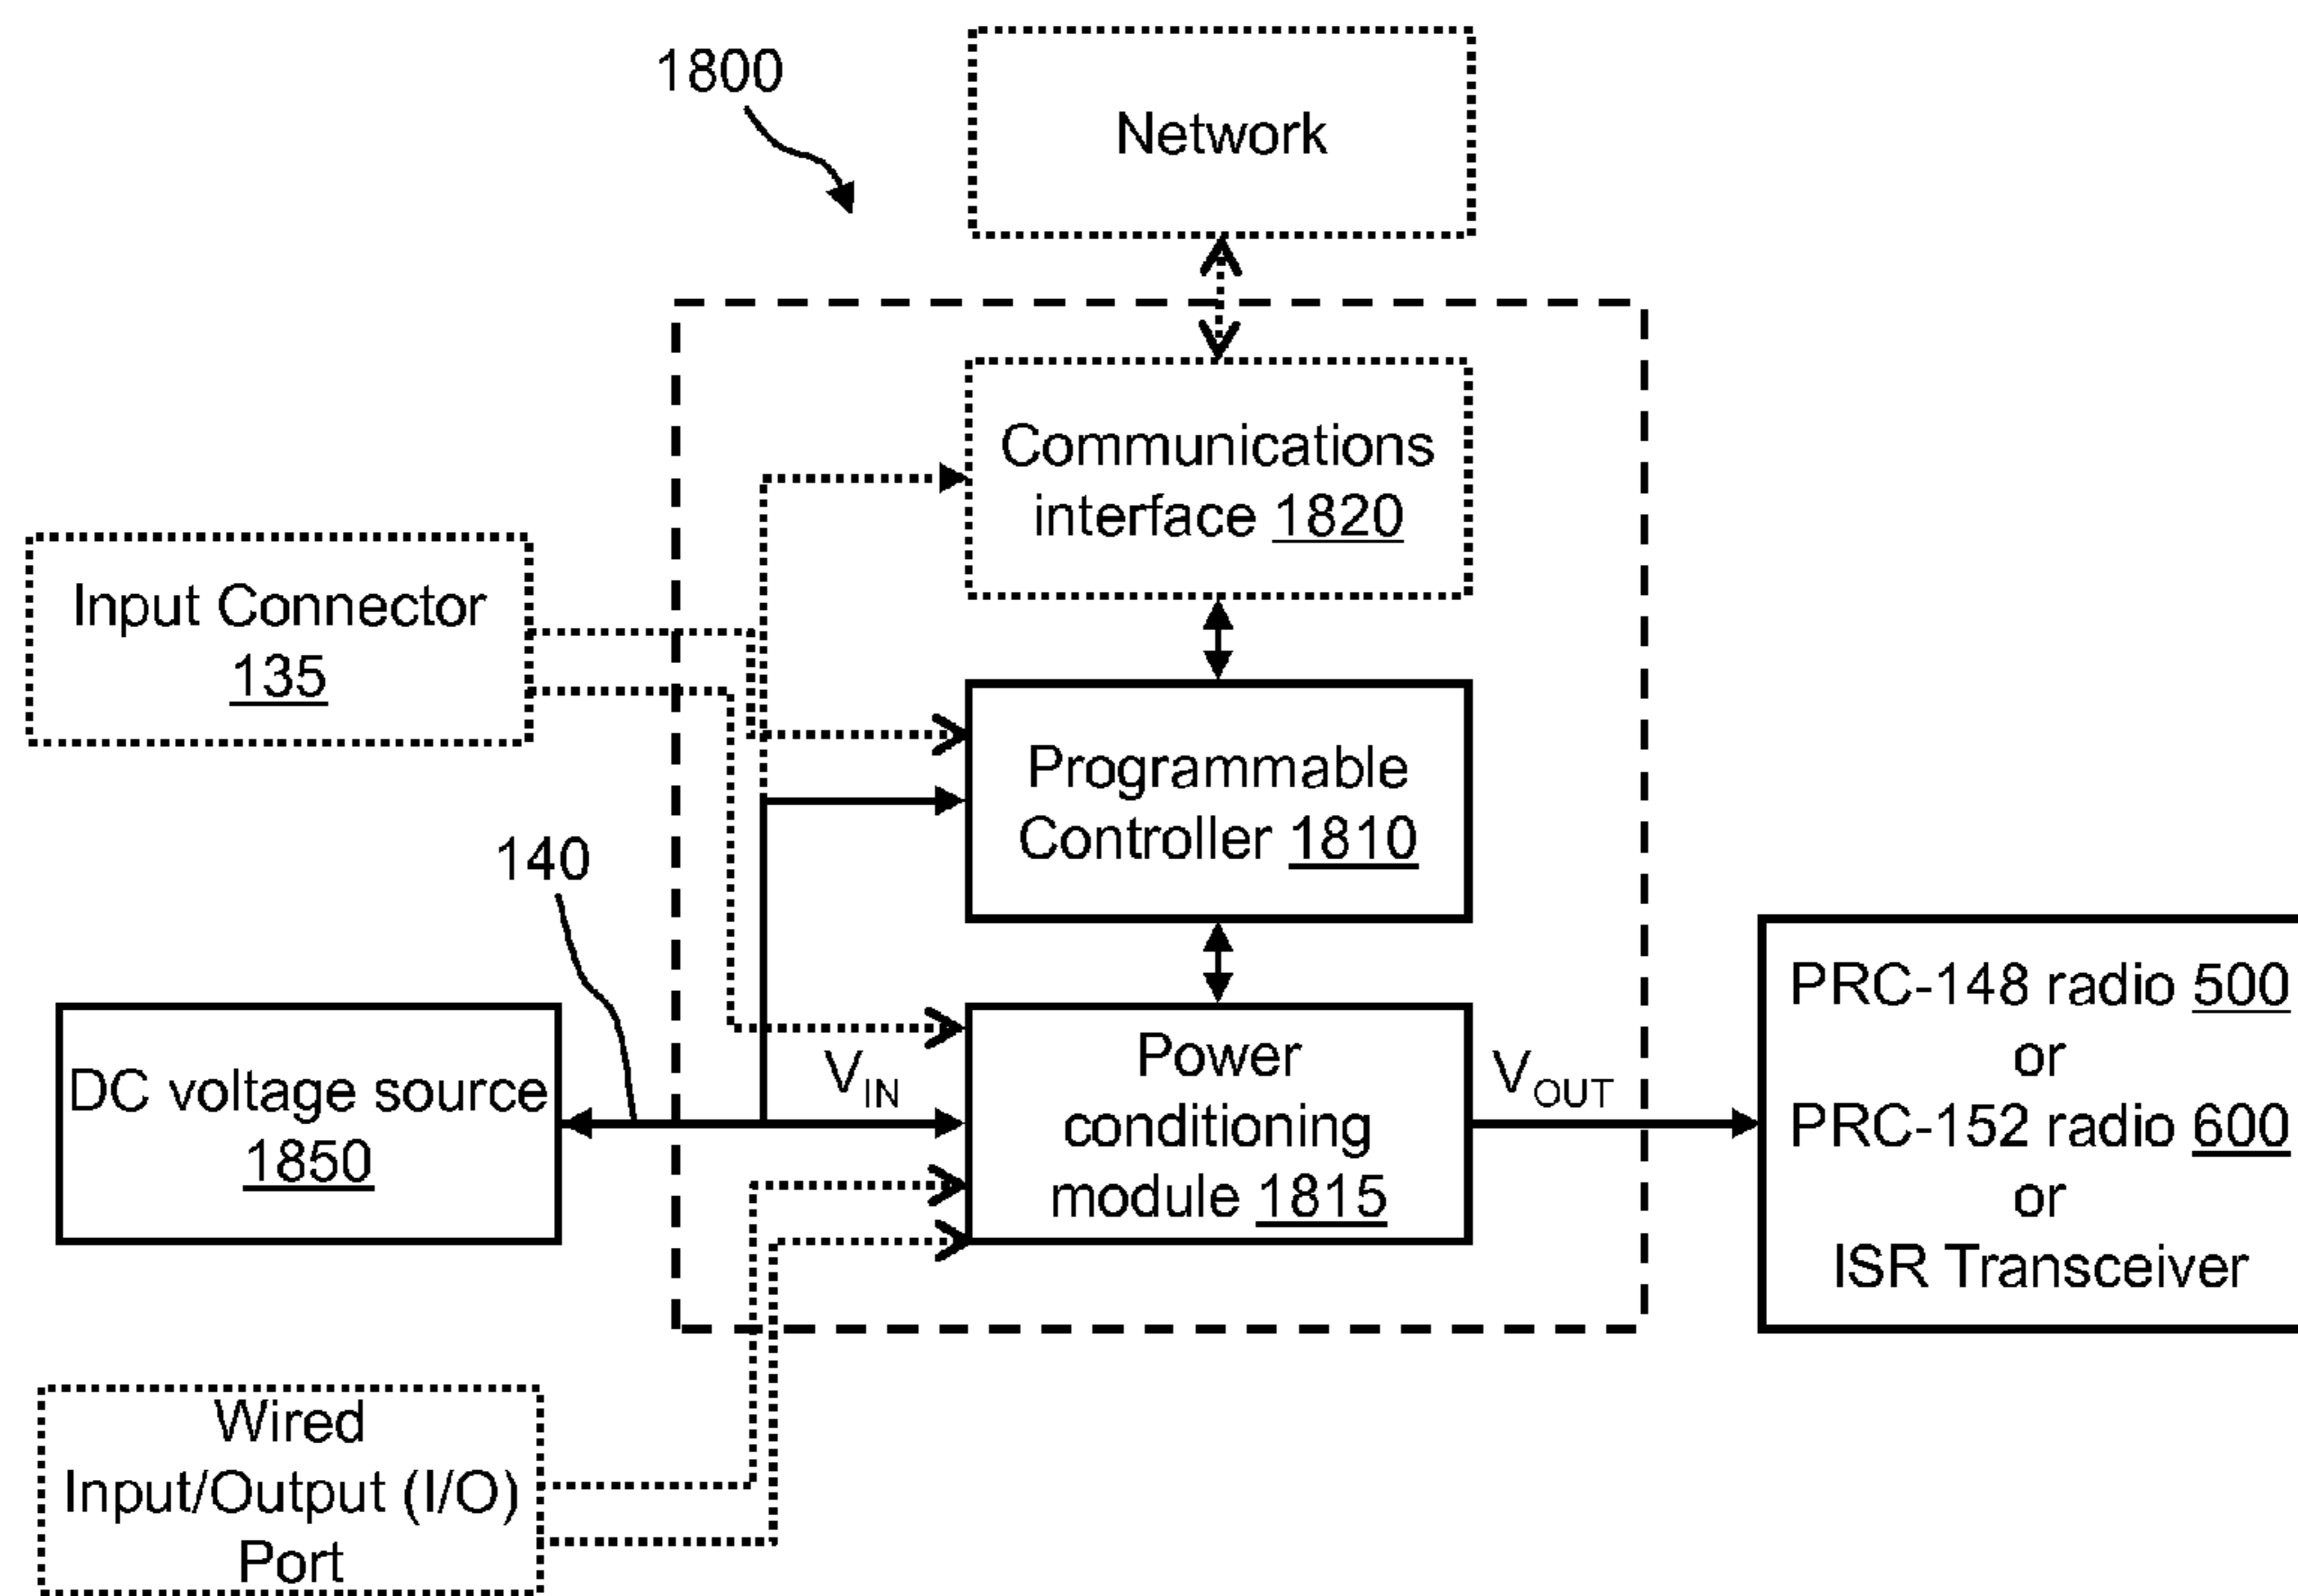 1800
Network
Communications
interface 1820
Input Connector
135
Programmable
Controller 1810
140
DC voltage source
1850
VIN
Power
conditioning
module 1815
VOUT
PRC-148 radio 500
or
PRC-152 radio 600
or
ISR Transceiver
Wired
Input/Output (I/O)
Port